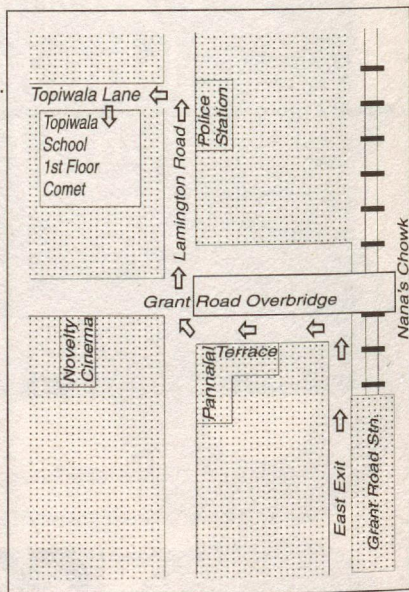 Topiwala Lane
Topiwala
School
1st Floor
Comet
Lamington Road
Police
Station
Grant Road Overbridge
Nana's Chowk
Novelty
Cinema
Pannalal
Terrace
East Exit
Grant Road Stn.